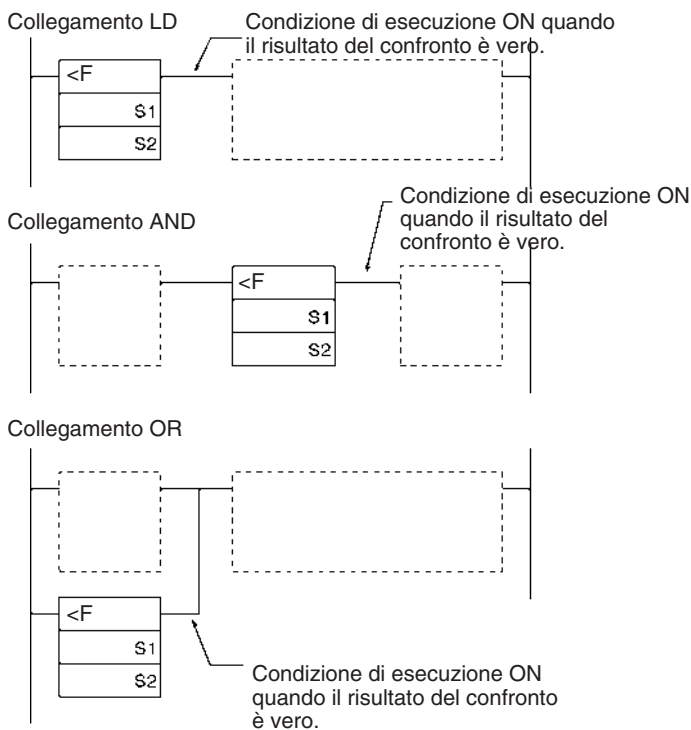 Collegamento LD
Condizione di esecuzione ON quando
il risultato del confronto è vero.
<F
S1
S2
Condizione di esecuzione ON
quando il risultato del
confronto è vero.
Collegamento AND
<F
S1
S2
Collegamento OR
<F
S1
S2
Condizione di esecuzione ON
quando il risultato del confronto
è vero.